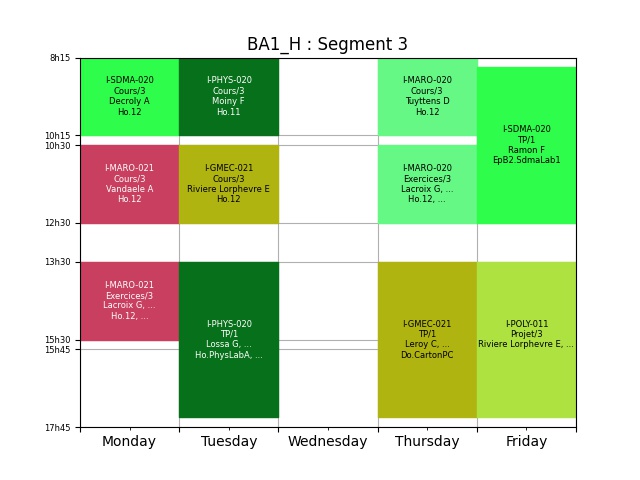 BA1_H : Segment 3
8h15
10h15
10h30
12h30
13h30
15h30
15h45
17h45
I-SDMA-020
Cours/3
Decroly A
Ho.12
I-MARO-021
Cours/3
Vandaele A
Ho.12
I-MARO-021
Exercices/3
Lacroix G, ...
Ho.12, ...
I-PHYS-020
Cours/3
Moiny F
Ho.11
I-GMEC-021
Cours/3
Riviere Lorphevre E
Ho.12
I-PHYS-020
TP/1
Lossa G, ...
Ho.PhysLabA, ...
I-MARO-020
Cours/3
Tuyttens D
Ho.12
I-MARO-020
Exercices/3
Lacroix G, ...
Ho.12, ...
I-GMEC-021
TP/1
Leroy C, ...
Do.CartonPC
I-SDMA-020
TP/1
Ramon F
EpB2.SdmaLab1
I-POLY-011
Projet/3
Riviere Lorphevre E, ...
Monday
Tuesday
Wednesday
Thursday
Friday